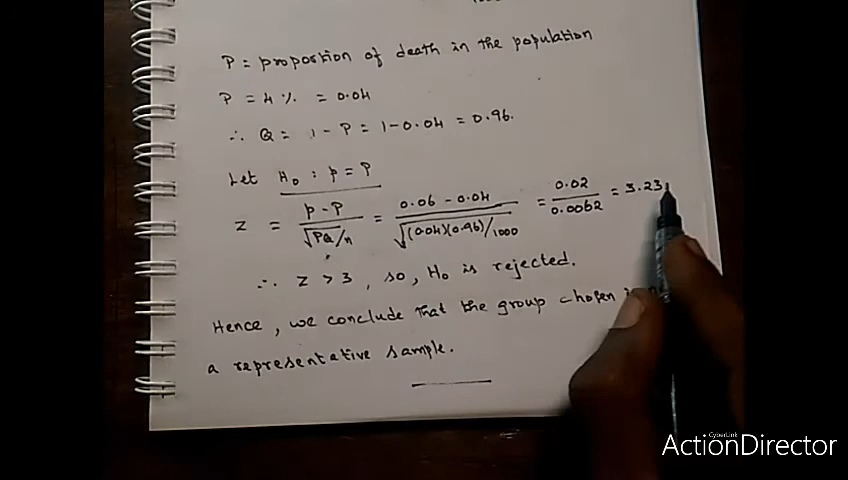 P = proportion of death in the population
P = 4 % = 0.04
∴ Q = 1 - P = 1 - 0.04 = 0.96.
Let H₀ : p = P
Z = p - P / √PQ/n = 0.06 - 0.04 / √(0.04)(0.96)/1000 = 0.02 / 0.0062 = 3.23
∴ Z > 3 , so , H₀ is rejected.
Hence , we conclude that the group chosen
a representative sample.
CyberLink
ActionDirector